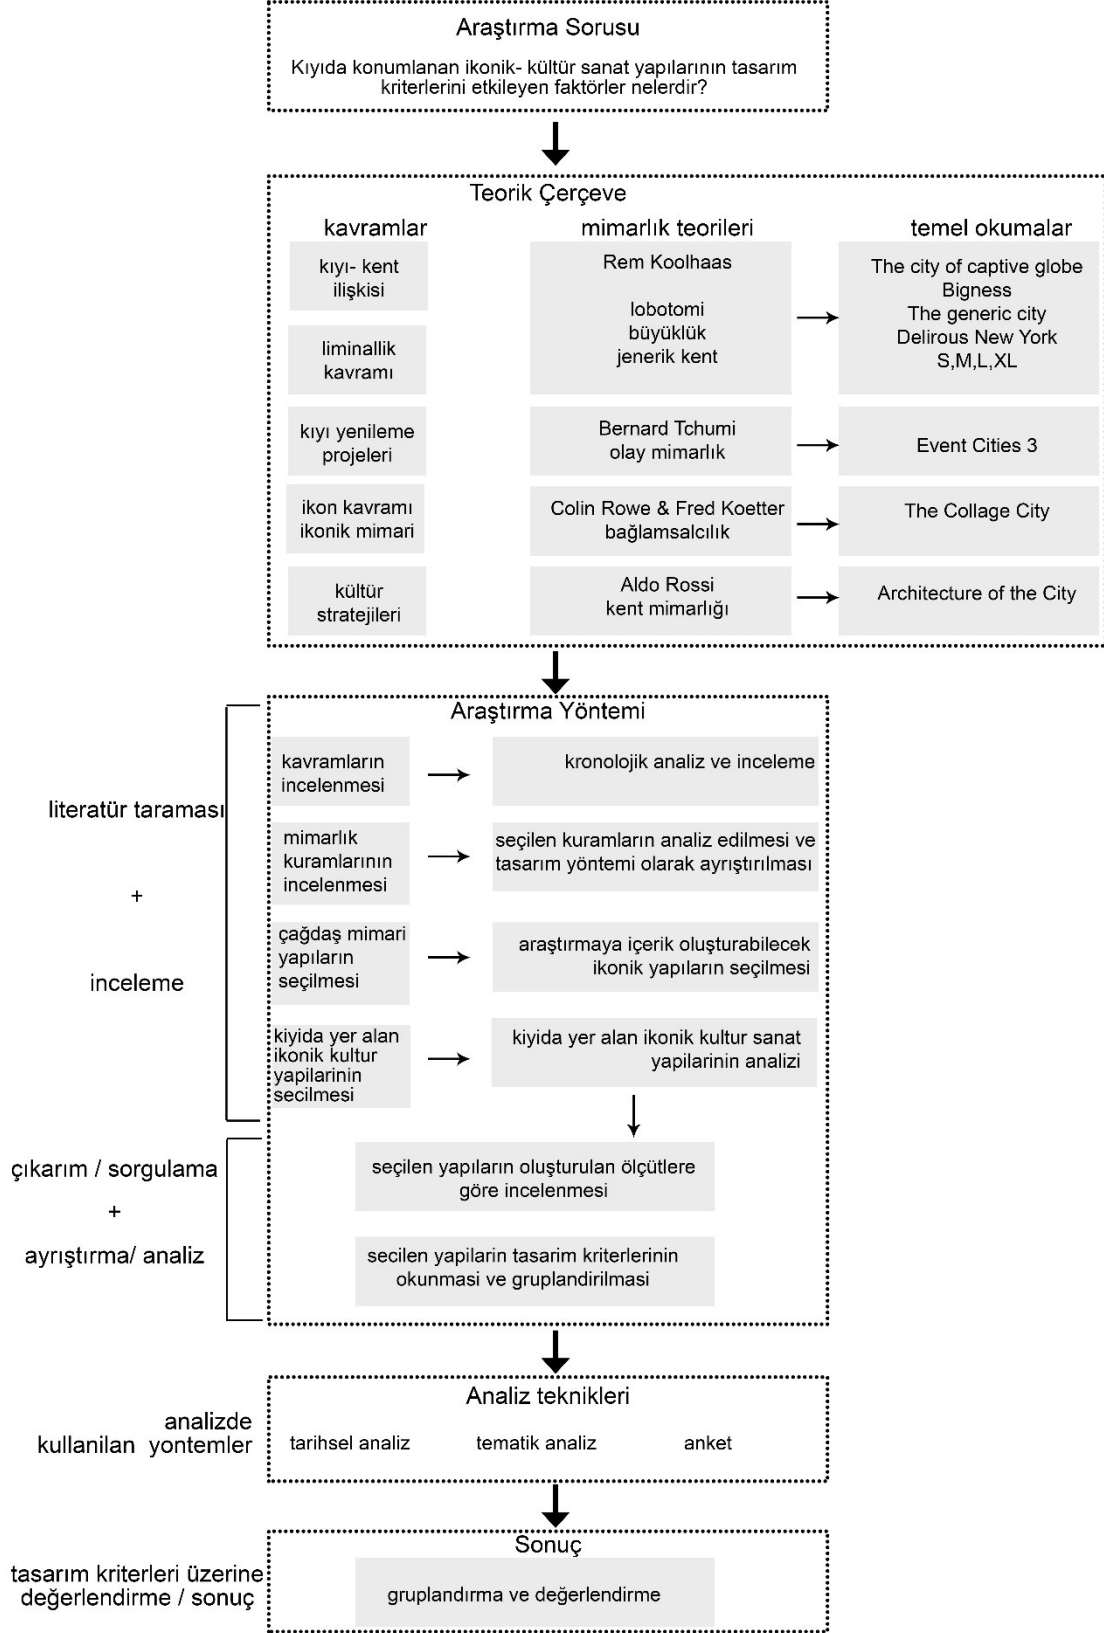 Araştırma Sorusu
Kıyıda konumlanan ikonik- kültür sanat yapılarının tasarım
kriterlerini etkileyen faktörler nelerdir?
Teorik Çerçeve
kavramlar
kıyı- kent
ilişkisi
liminallik
kavramı
kıyı yenileme
projeleri
ikon kavramı
ikonik mimari
kültür
stratejileri
mimarlık teorileri
Rem Koolhaas
lobotomi
büyüklük
jenerik kent
Bernard Tchumi
olay mimarlık
Colin Rowe & Fred Koetter
bağlamsalcılık
Aldo Rossi
kent mimarlığı
temel okumalar
The city of captive globe
Bigness
The generic city
Delirous New York
S,M,L,XL
Event Cities 3
The Collage City
Architecture of the City
literatür taraması
+
inceleme
Araştırma Yöntemi
kavramların
incelenmesi
kronolojik analiz ve inceleme
mimarlık
kuramlarının
incelenmesi
seçilen kuramların analiz edilmesi ve
tasarım yöntemi olarak ayrıştırılması
çağdaş mimari
yapıların
seçilmesi
araştırmaya içerik oluşturabilecek
ikonik yapıların seçilmesi
kiyida yer alan
ikonik kultur
yapilarinin
secilmesi
kiyida yer alan ikonik kultur sanat
yapilarinin analizi
çıkarım / sorgulama
+
ayrıştırma/ analiz
seçilen yapıların oluşturulan ölçütlere
göre incelenmesi
secilen yapilarin tasarim kriterlerinin
okunmasi ve gruplandirilmasi
analizde
kullanilan yontemler
Analiz teknikleri
tarihsel analiz
tematik analiz
anket
tasarım kriterleri üzerine
değerlendirme / sonuç
Sonuç
gruplandırma ve değerlendirme